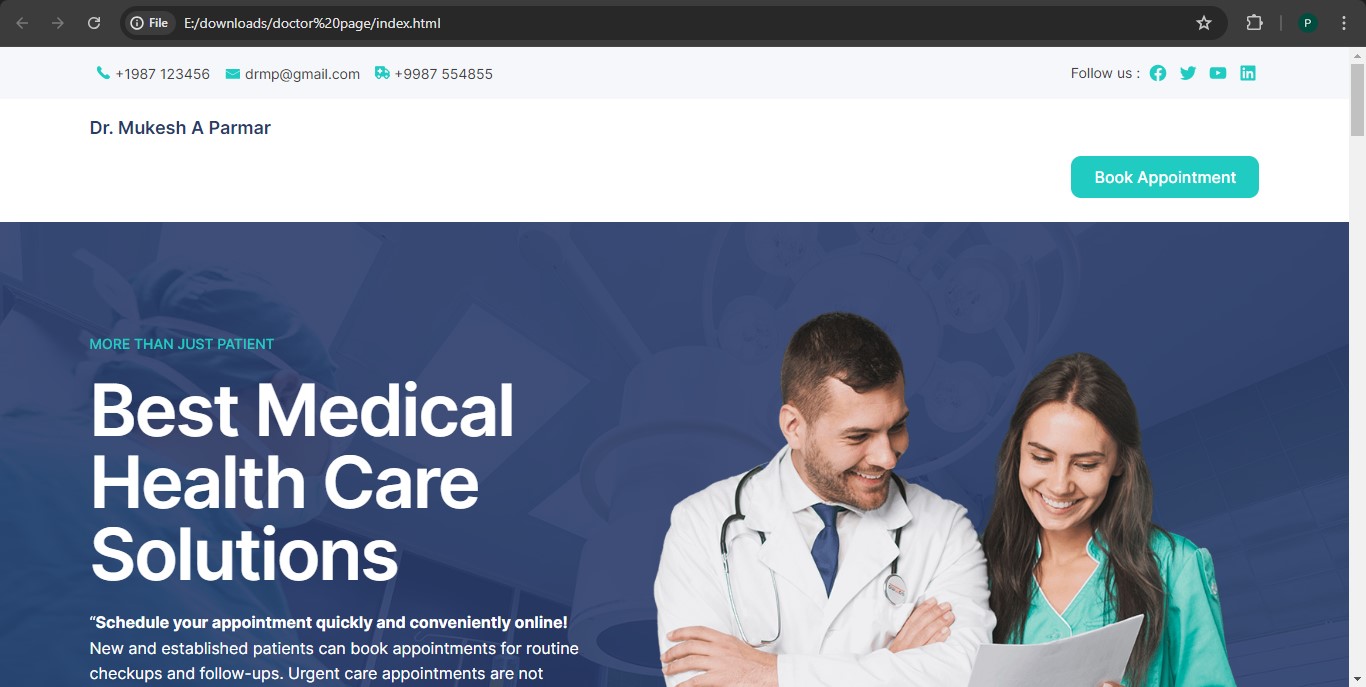 File E:/downloads/doctor%20page/index.html P
+1987 123456 drmp@gmail.com +9987 554855 Follow us :
Dr. Mukesh A Parmar
Book Appointment
MORE THAN JUST PATIENT
Best Medical
Health Care
Solutions
“Schedule your appointment quickly and conveniently online!
New and established patients can book appointments for routine
checkups and follow-ups. Urgent care appointments are not